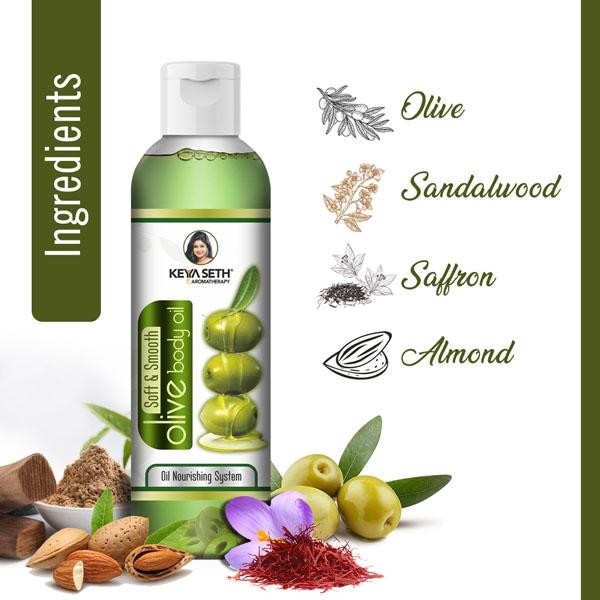 Ingredients
KEYA SETH®
AROMATHERAPY
Soft & Smooth
olive body oil
Oil Nourishing System
Olive
Sandalwood
Saffron
Almond